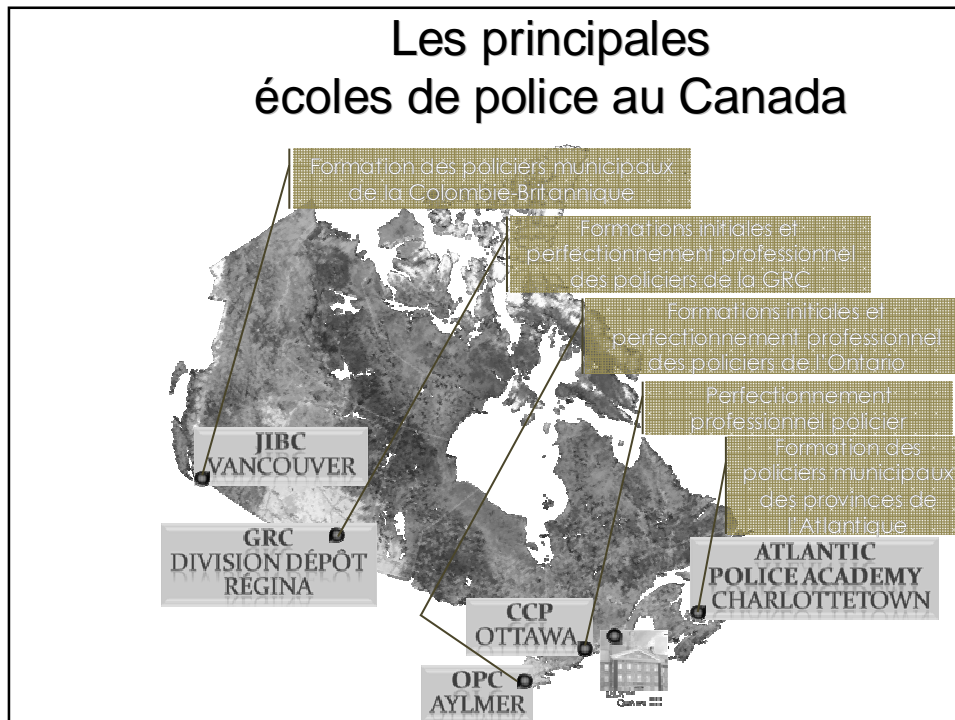 Les principales
écoles de police au Canada
Formation des policiers municipaux
de la Colombie-Britannique
Formations initiales et
perfectionnement professionnel
des policiers de la GRC
Formations initiales et
perfectionnement professionnel
des policiers de l'Ontario
Perfectionnement
professionnel policier
Formation des
policiers municipaux
des provinces de
l'Atlantique
JIBC
VANCOUVER
GRC
DIVISION DÉPÔT
RÉGINA
ATLANTIC
POLICE ACADEMY
CHARLOTTETOWN
CCP
OTTAWA
OPC
AYLMER